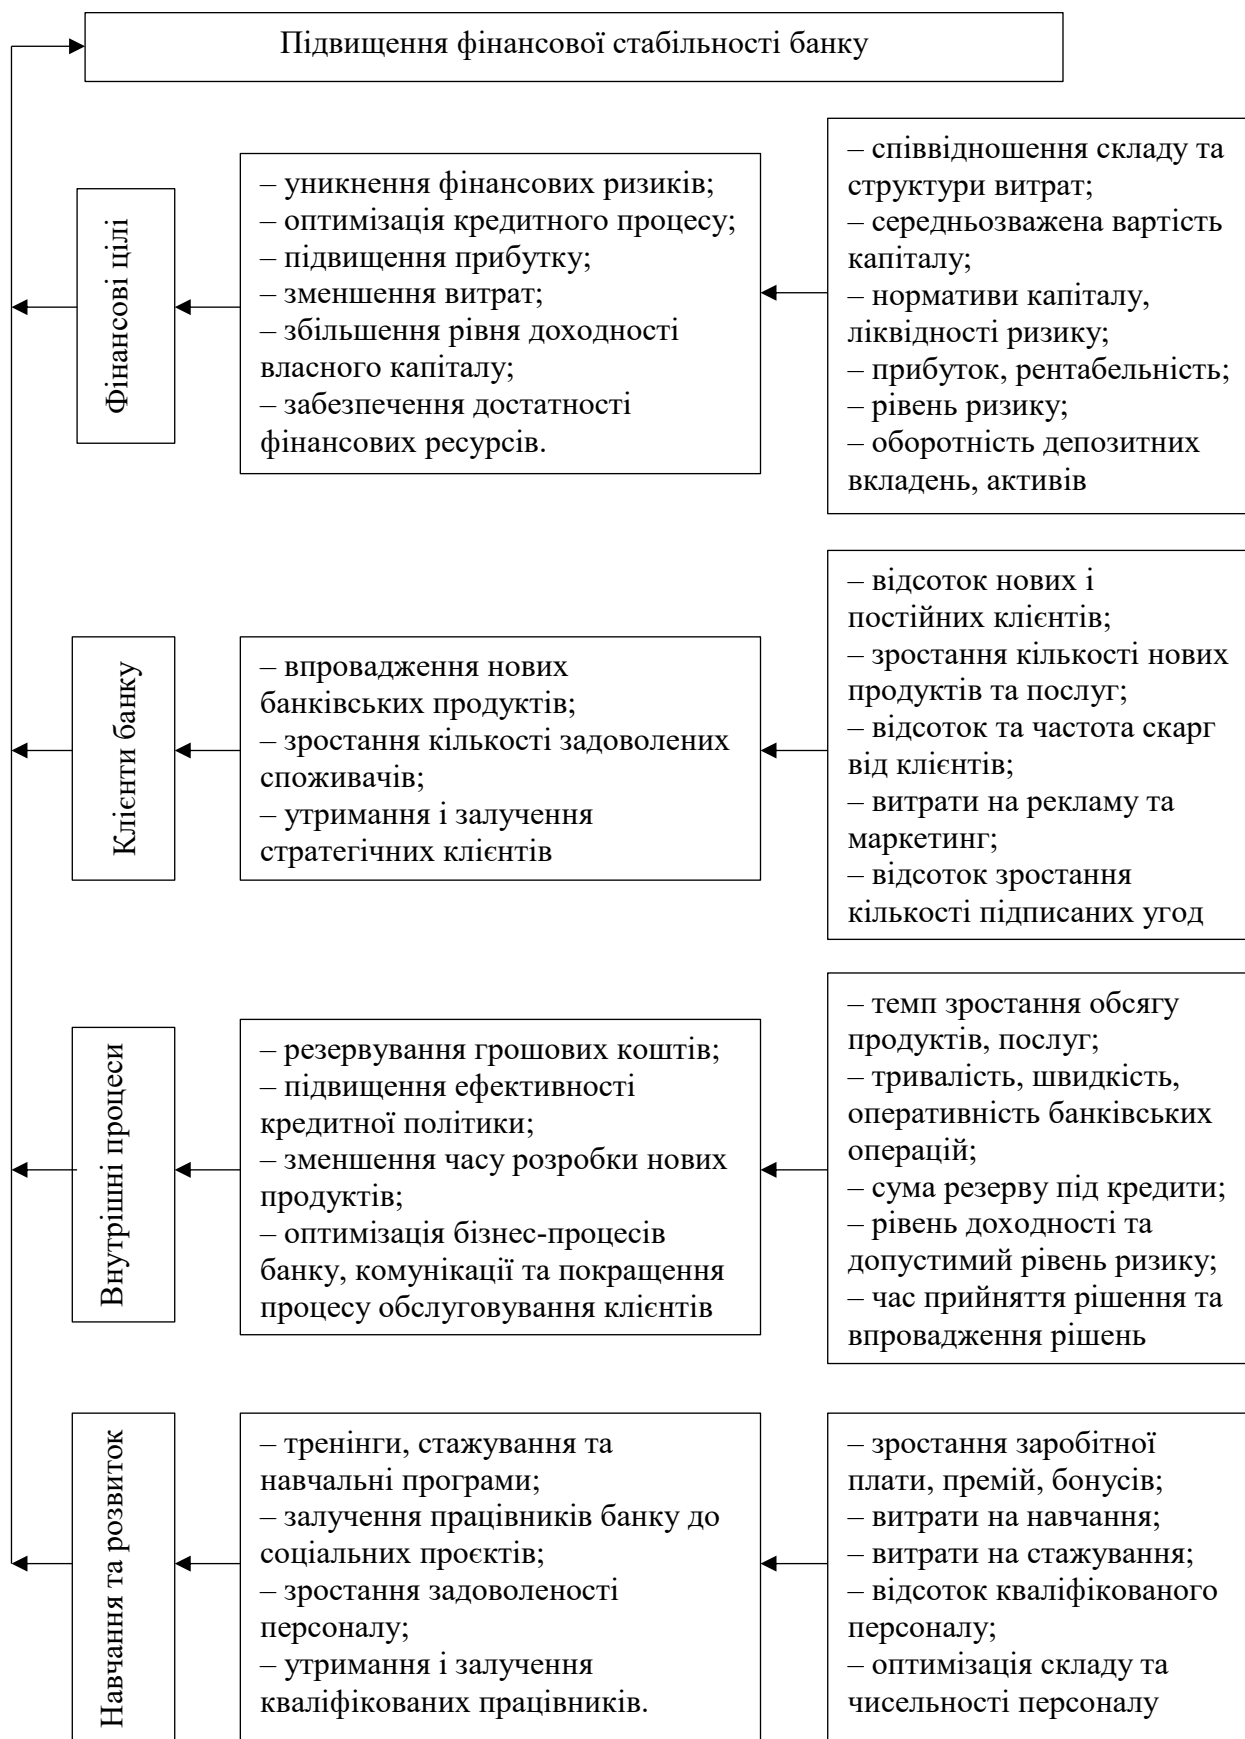 Підвищення фінансової стабільності банку
Фінансові цілі
– уникнення фінансових ризиків;
– оптимізація кредитного процесу;
– підвищення прибутку;
– зменшення витрат;
– збільшення рівня доходності
власного капіталу;
– забезпечення достатності
фінансових ресурсів.
– співвідношення складу та
структури витрат;
– середньозважена вартість
капіталу;
– нормативи капіталу,
ліквідності ризику;
– прибуток, рентабельність;
– рівень ризику;
– оборотність депозитних
вкладень, активів
Клієнти банку
– впровадження нових
банківських продуктів;
– зростання кількості задоволених
споживачів;
– утримання і залучення
стратегічних клієнтів
– відсоток нових і
постійних клієнтів;
– зростання кількості нових
продуктів та послуг;
– відсоток та частота скарг
від клієнтів;
– витрати на рекламу та
маркетинг;
– відсоток зростання
кількості підписаних угод
Внутрішні процеси
– резервування грошових коштів;
– підвищення ефективності
кредитної політики;
– зменшення часу розробки нових
продуктів;
– оптимізація бізнес-процесів
банку, комунікації та покращення
процесу обслуговування клієнтів
– темп зростання обсягу
продуктів, послуг;
– тривалість, швидкість,
оперативність банківських
операцій;
– сума резерву під кредити;
– рівень доходності та
допустимий рівень ризику;
– час прийняття рішення та
впровадження рішень
Навчання та розвиток
– тренінги, стажування та
навчальні програми;
– залучення працівників банку до
соціальних проєктів;
– зростання задоволеності
персоналу;
– утримання і залучення
кваліфікованих працівників.
– зростання заробітної
плати, премій, бонусів;
– витрати на навчання;
– витрати на стажування;
– відсоток кваліфікованого
персоналу;
– оптимізація складу та
чисельності персоналу